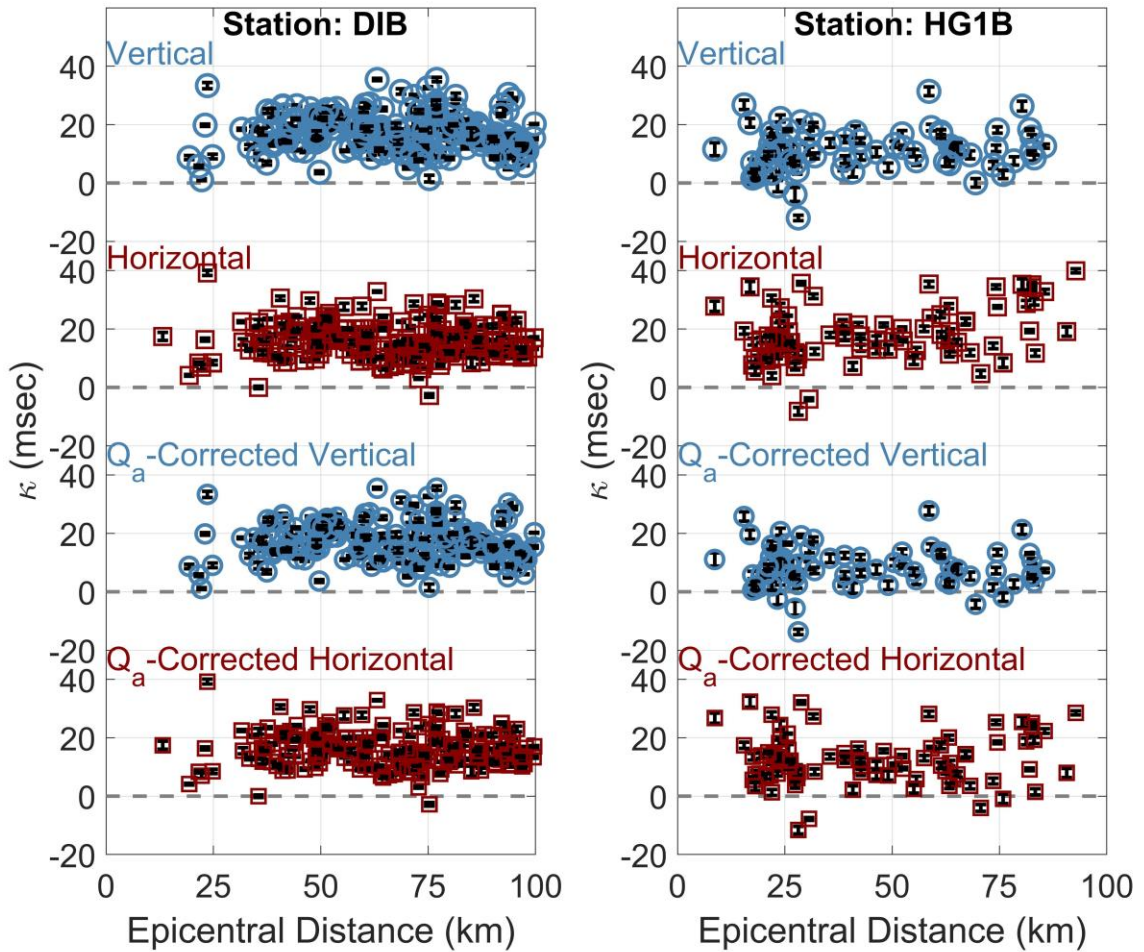 Station: DIB
Vertical
40
20
0
-20
Horizontal
40
20
0
-20
Qa-Corrected Vertical
40
20
0
-20
Qa-Corrected Horizontal
40
20
0
-20
0 25 50 75 100
Epicentral Distance (km)
κ (msec)
Station: HG1B
Vertical
40
20
0
-20
Horizontal
40
20
0
-20
Qa-Corrected Vertical
40
20
0
-20
Qa-Corrected Horizontal
40
20
0
-20
0 25 50 75 100
Epicentral Distance (km)
κ (msec)